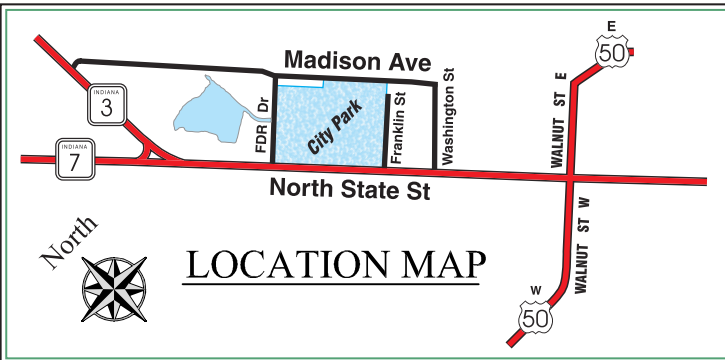 E
50
Madison Ave
INDIANA
3
FDR Dr
City Park
Franklin St
Washington St
WALNUT ST E
INDIANA
7
North State St
WALNUT ST W
North
LOCATION MAP
W
50